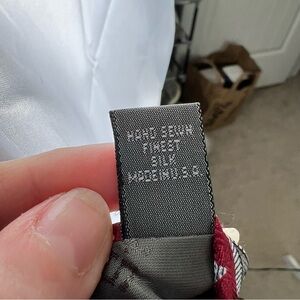 HAND SEWN
FINEST
SILK
MADE IN U.S.A.